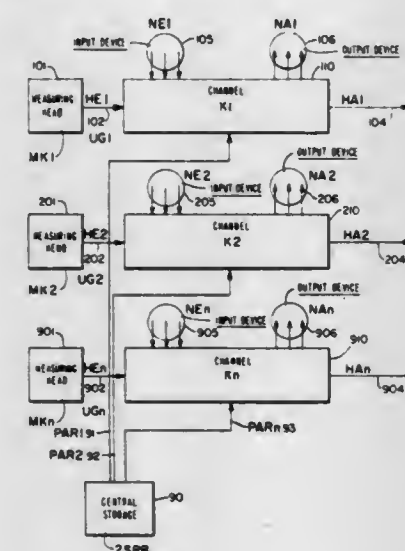 NE1 NA1
101 INPUT DEVICE 105 106 OUTPUT DEVICE
110
MEASURING HEAD HE1 CHANNEL K1 HA1
102 104
MK1 UG1
NE2 NA2
201 INPUT DEVICE OUTPUT DEVICE
205 206 210
MEASURING HEAD HE2 CHANNEL K2 HA2
202 204
MK2 UG2
NEn NAn
901 INPUT DEVICE OUTPUT DEVICE
905 906 910
MEASURING HEAD HEn CHANNEL Kn HAn
902 904
MKn UGn
PAR1 91
PAR2 92 PARn 93
CENTRAL STORAGE 90